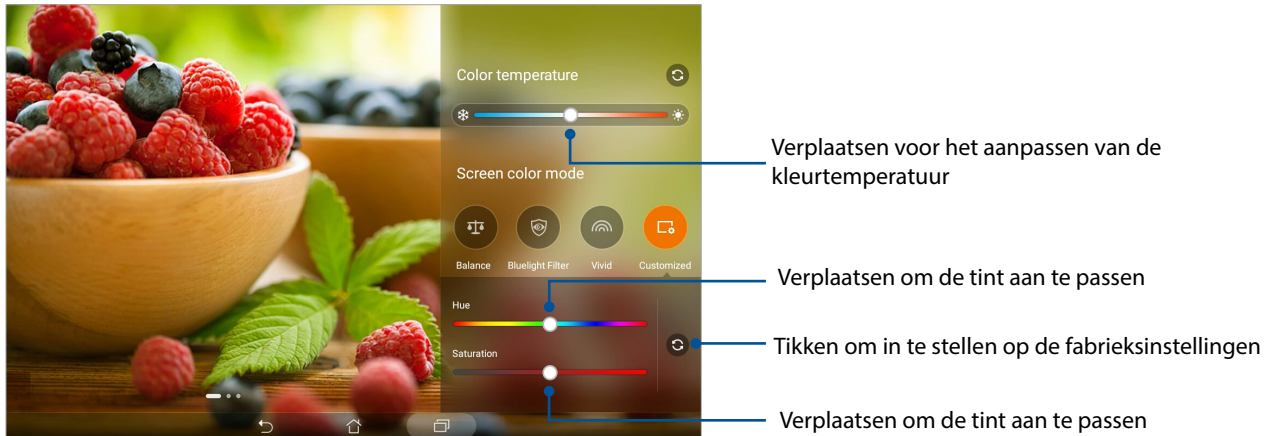 Color temperature
Verplaatsen voor het aanpassen van de
kleurtemperatuur
Screen color mode
Balance Bluelight Filter Vivid Customized
Verplaatsen om de tint aan te passen
Hue
Tikken om in te stellen op de fabrieksinstellingen
Saturation
Verplaatsen om de tint aan te passen